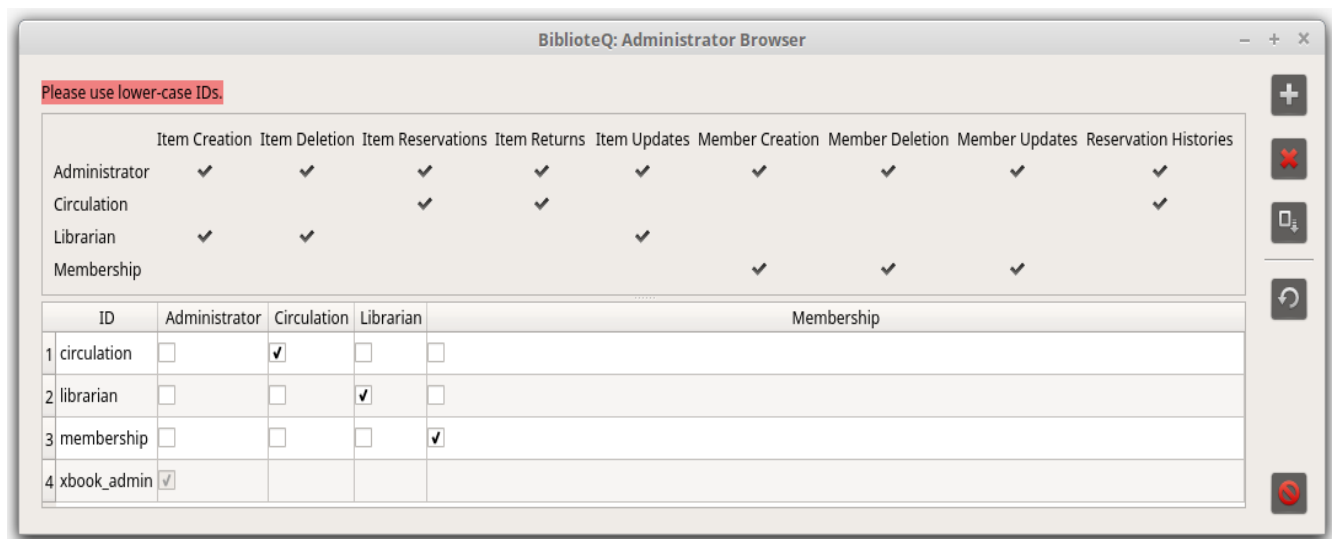 BiblioteQ: Administrator Browser
Please use lower-case IDs.
Item Creation Item Deletion Item Reservations Item Returns Item Updates Member Creation Member Deletion Member Updates Reservation Histories
Administrator
Circulation
Librarian
Membership
ID Administrator Circulation Librarian Membership
1 circulation
2 librarian
3 membership
4 xbook_admin